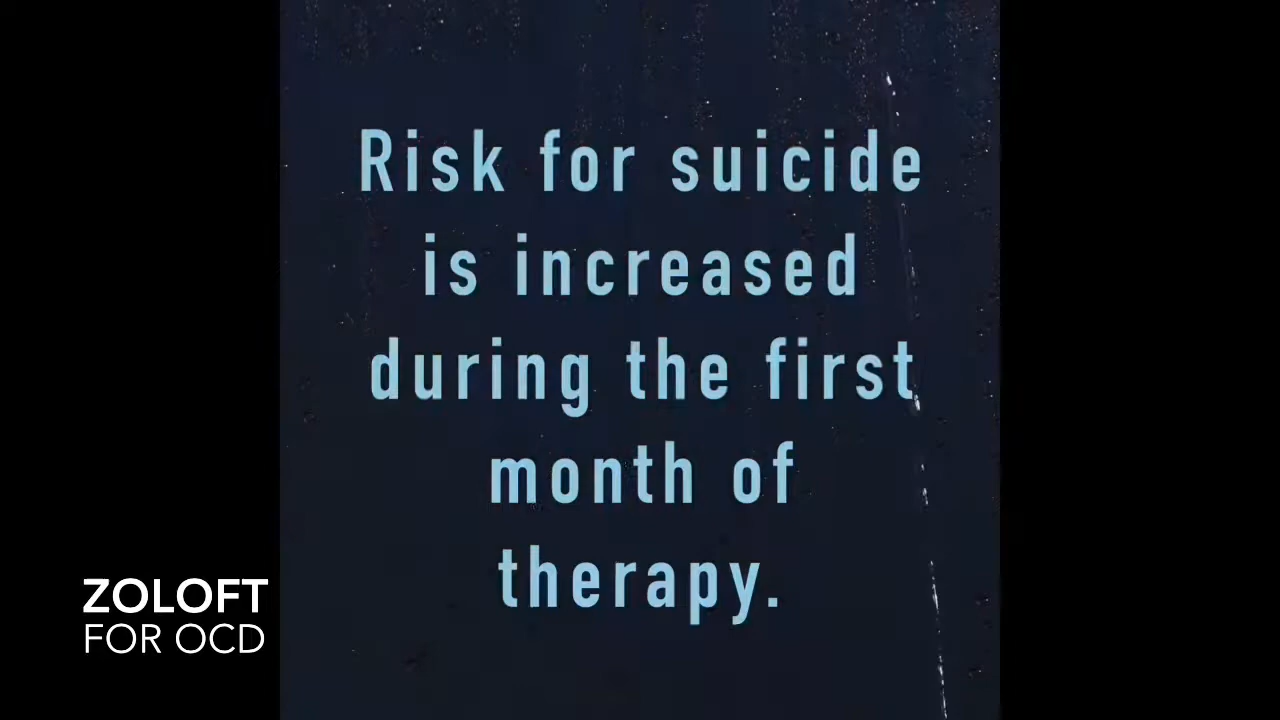 Risk for suicide
is increased
during the first
month of
therapy.
ZOLOFT
FOR OCD